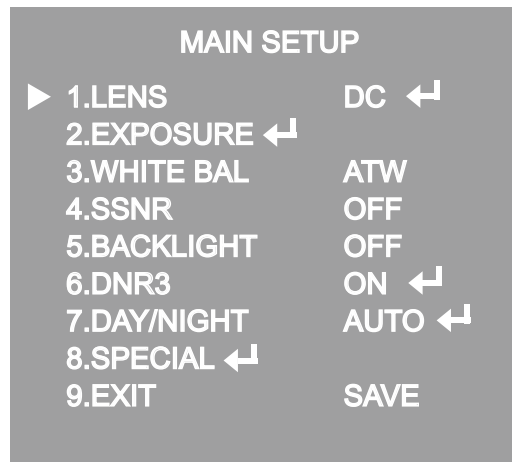 MAIN SETUP
1.LENS DC ↵
2.EXPOSURE ↵
3.WHITE BAL ATW
4.SSNR OFF
5.BACKLIGHT OFF
6.DNR3 ON ↵
7.DAY/NIGHT AUTO ↵
8.SPECIAL ↵
9.EXIT SAVE